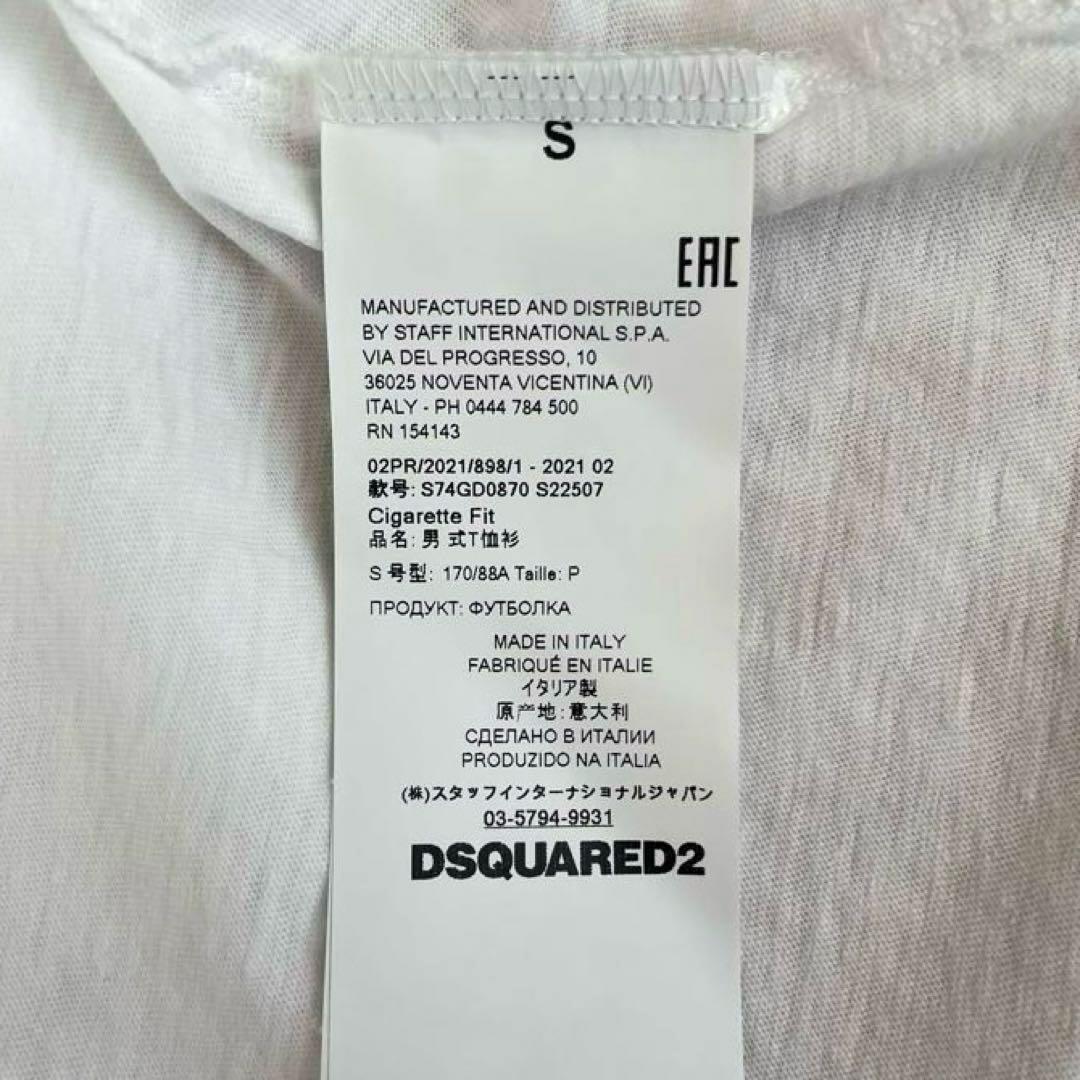 S
EAC
MANUFACTURED AND DISTRIBUTED
BY STAFF INTERNATIONAL S.P.A.
VIA DEL PROGRESSO, 10
36025 NOVENTA VICENTINA (VI)
ITALY - PH 0444 784 500
RN 154143
02PR/2021/898/1 - 2021 02
款号: S74GD0870 S22507
Cigarette Fit
品名: 男 式T恤衫
S 号型: 170/88A Taille: P
ПРОДУКТ: ФУТБОЛКА
MADE IN ITALY
FABRIQUÉ EN ITALIE
イタリア製
原产地:意大利
СДЕЛАНО В ИТАЛИИ
PRODUZIDO NA ITALIA
(株)スタッフインターナショナルジャパン
03-5794-9931
DSQUARED2